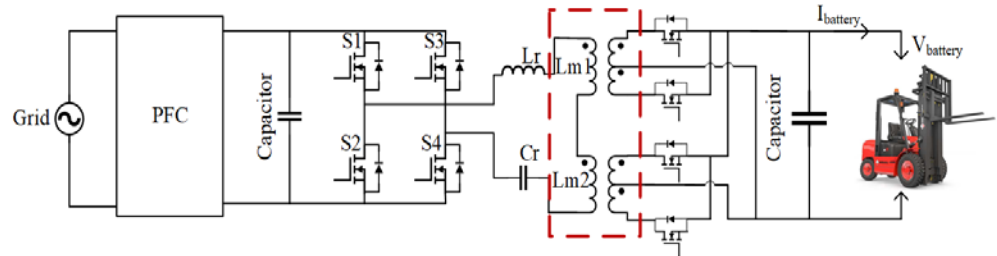 Grid
PFC
Capacitor
S1
S3
S2
S4
Lr
Cr
Lm1
Lm2
Capacitor
Ibattery
Vbattery